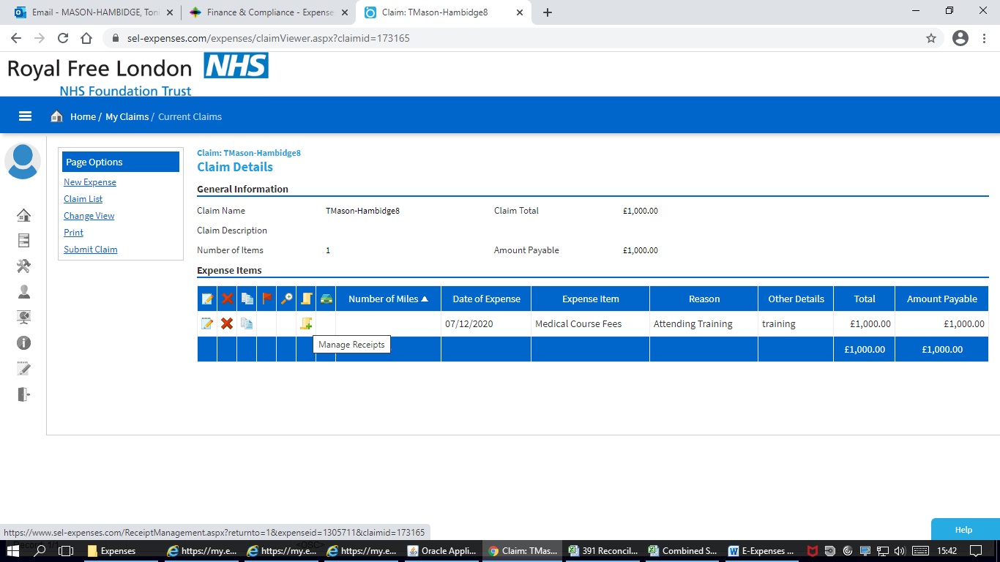 Email - MASON-HAMBIDGE, Ton
Finance & Compliance - Expense
Claim: TMason-Hambidge8
sel-expenses.com/expenses/claimViewer.aspx?claimid=173165
Royal Free London NHS
NHS Foundation Trust
Home / My Claims / Current Claims
Page Options
New Expense
Claim List
Change View
Print
Submit Claim
Claim: TMason-Hambidge8
Claim Details
General Information
Claim Name TMason-Hambidge8 Claim Total £1,000.00
Claim Description
Number of Items 1 Amount Payable £1,000.00
Expense Items
Number of Miles Date of Expense Expense Item Reason Other Details Total Amount Payable
07/12/2020 Medical Course Fees Attending Training training £1,000.00 £1,000.00
Manage Receipts
£1,000.00 £1,000.00
https://www.sel-expenses.com/ReceiptManagement.aspx?returnto=1&expenseid=1305711&claimid=173165
Help
Expenses https://my.e... https://my.e... https://my.e... Oracle Appli... Claim: TMas... 391 Reconcil... Combined S... E-Expenses ... 15:42